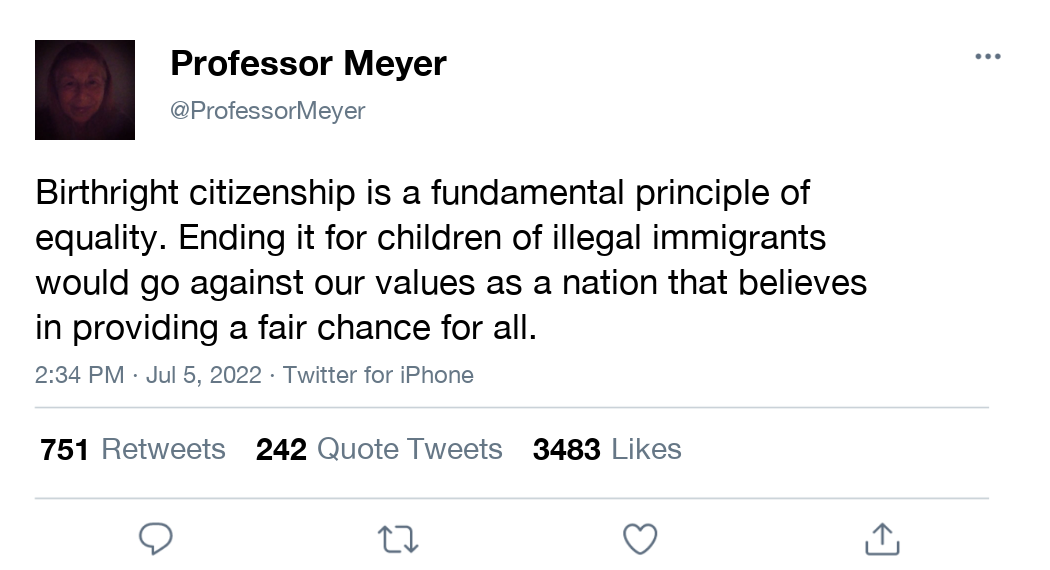 Professor Meyer
@ProfessorMeyer
Birthright citizenship is a fundamental principle of
equality. Ending it for children of illegal immigrants
would go against our values as a nation that believes
in providing a fair chance for all.
2:34 PM · Jul 5, 2022 · Twitter for iPhone
751 Retweets 242 Quote Tweets 3483 Likes